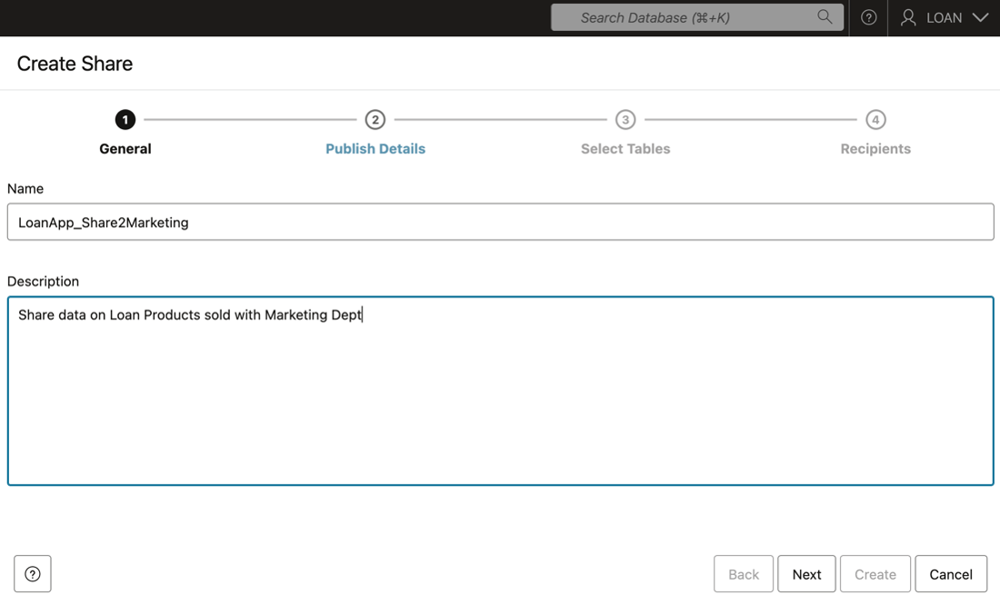 Search Database (⌘+K)
LOAN
Create Share
1
2
3
4
General
Publish Details
Select Tables
Recipients
Name
LoanApp_Share2Marketing
Description
Share data on Loan Products sold with Marketing Dept
Back
Next
Create
Cancel